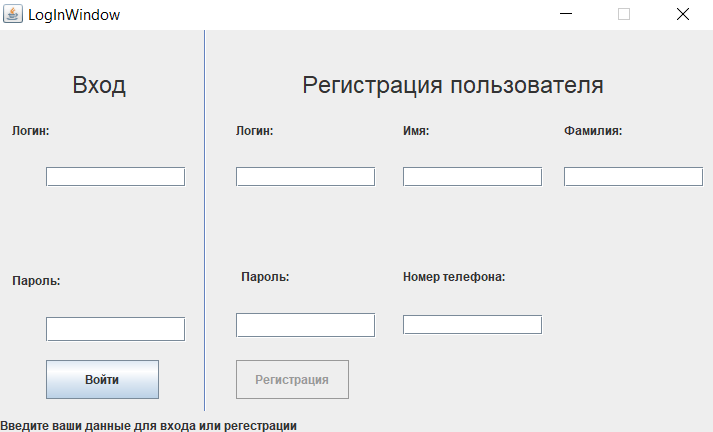 LogInWindow
Вход
Регистрация пользователя
Логин:
Логин:
Имя:
Фамилия:
Пароль:
Пароль:
Номер телефона:
Войти
Регистрация
Введите ваши данные для входа или регестрации